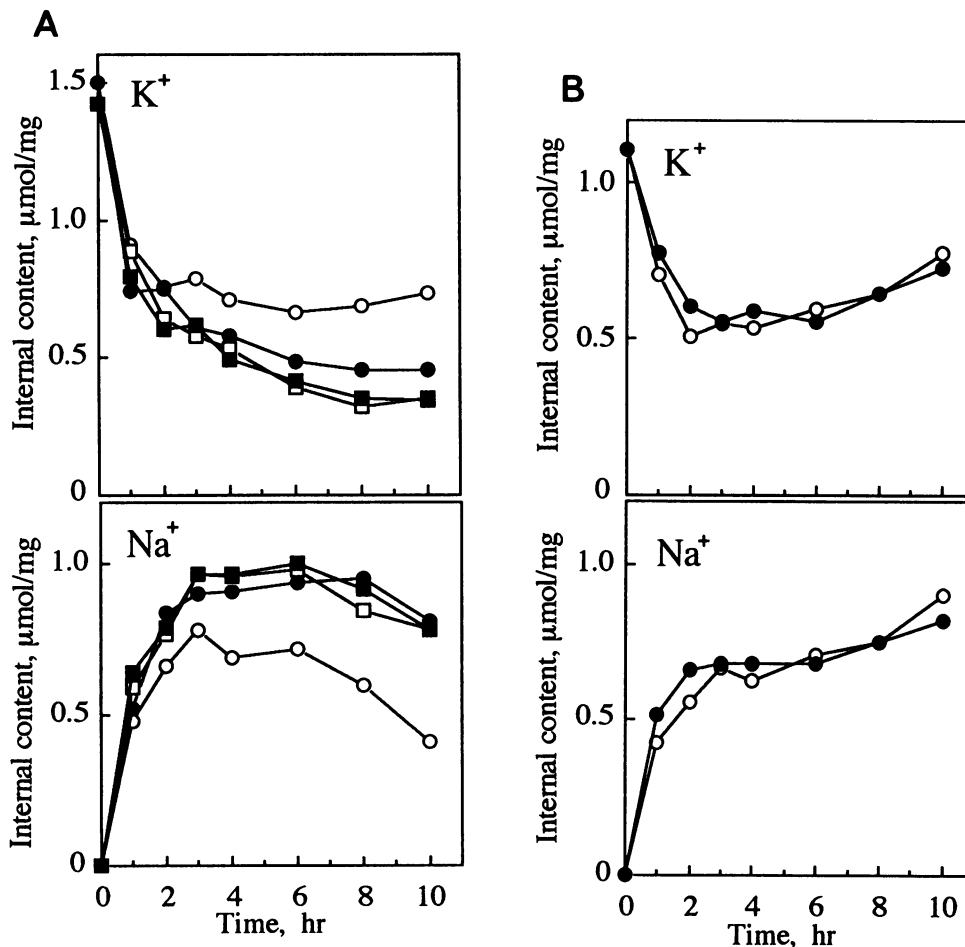 A
K+
1.5
1.0
0.5
0
Internal content, μmol/mg
Na+
1.0
0.5
0
Internal content, μmol/mg
0 2 4 6 8 10
Time, hr
B
K+
1.0
0.5
0
Internal content, μmol/mg
Na+
1.0
0.5
0
Internal content, μmol/mg
0 2 4 6 8 10
Time, hr